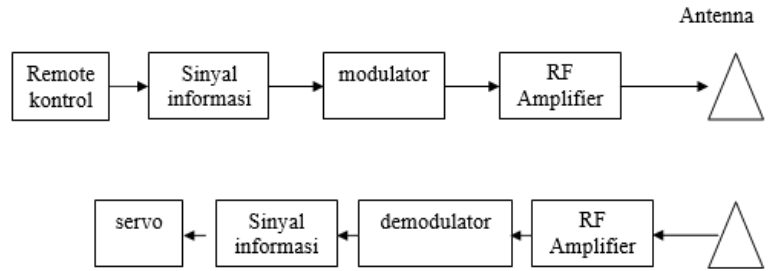 Antenna
Remote
kontrol
Sinyal
informasi
modulator
RF
Amplifier
servo
Sinyal
informasi
demodulator
RF
Amplifier